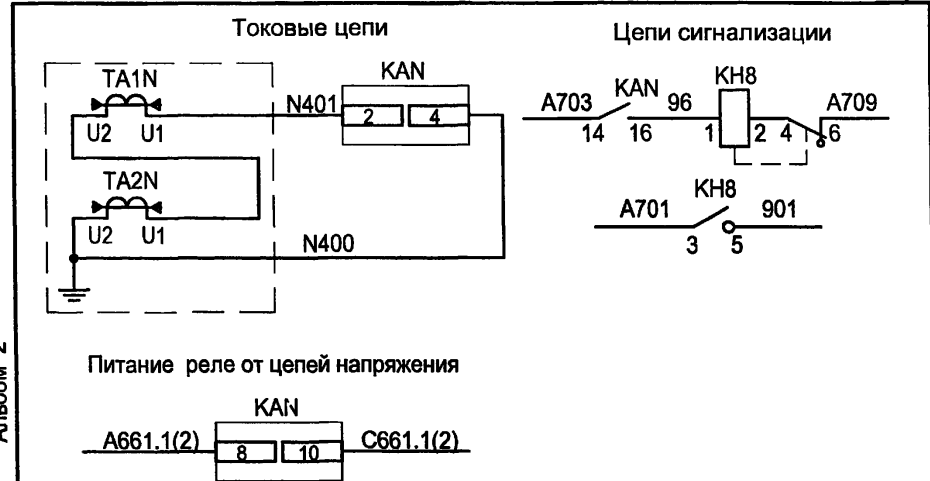 Токовые цепи
TA1N
U2 U1
N401
KAN
2 4
TA2N
U2 U1
N400
Цепи сигнализации
A703
KAN
14 16
96
KH8
1 2 4 6
A709
KH8
A701 901
3 5
Питание реле от цепей напряжения
KAN
A661.1(2) 8 10 C661.1(2)
Альбом 2